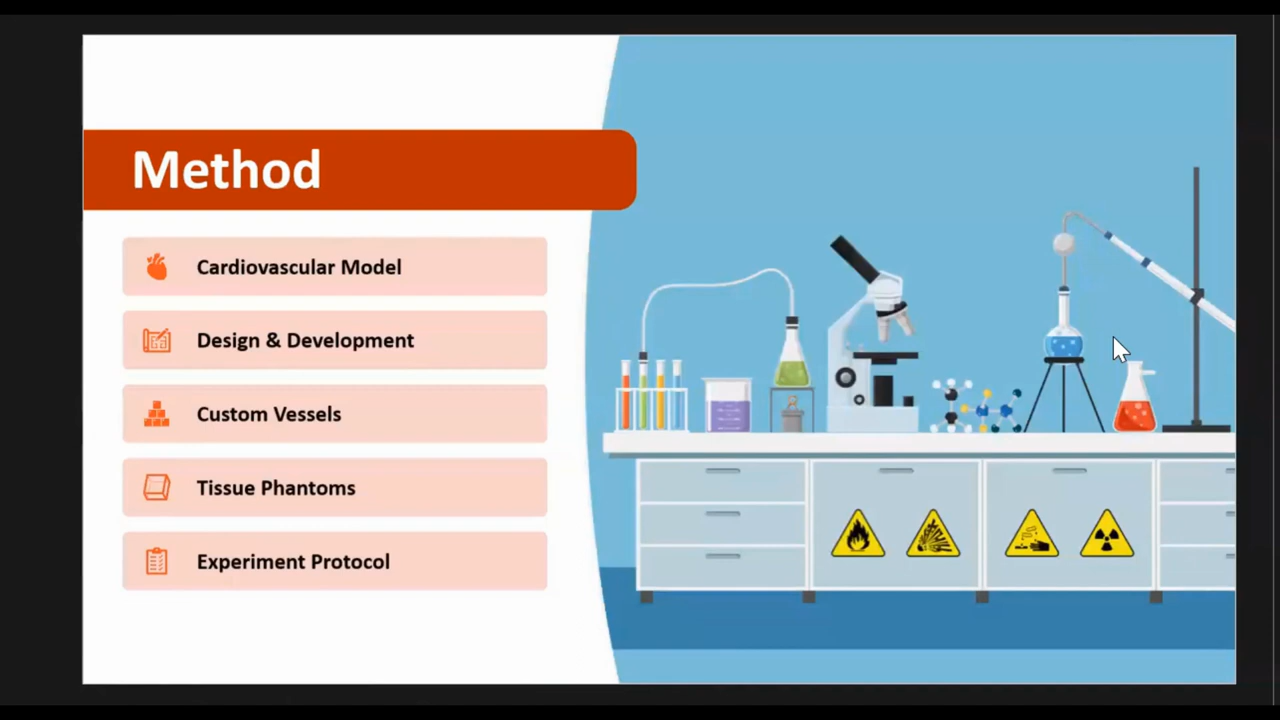 Method
Cardiovascular Model
Design & Development
Custom Vessels
Tissue Phantoms
Experiment Protocol